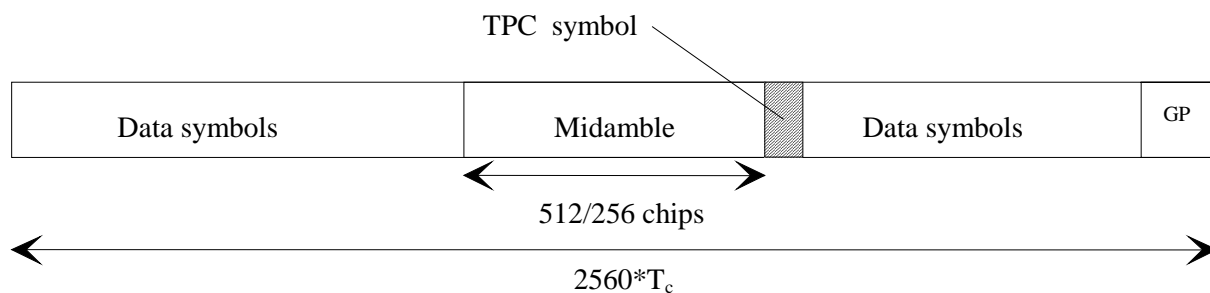 TPC symbol
Data symbols
Midamble
Data symbols
GP
512/256 chips
2560*Tc